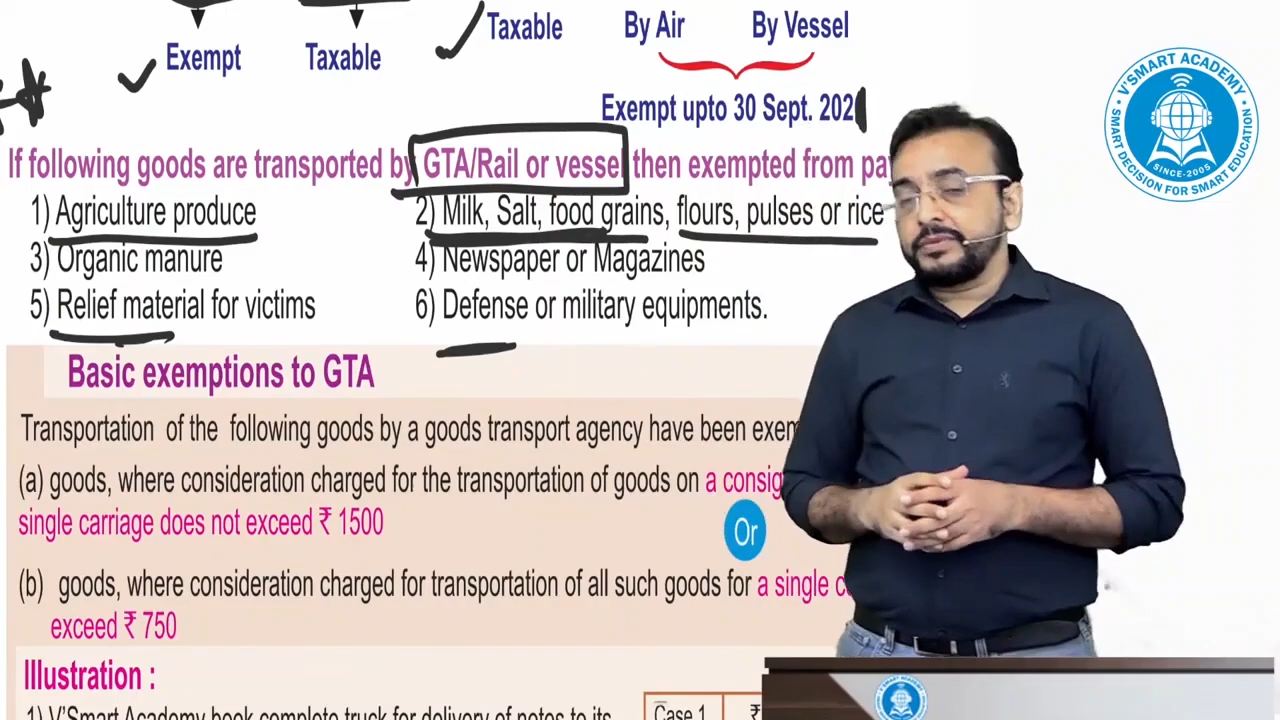 Exempt
Taxable
Taxable
By Air
By Vessel
Exempt upto 30 Sept. 202
If following goods are transported by GTA/Rail or vessel then exempted from
1) Agriculture produce
2) Milk, Salt, food grains, flours, pulses or rice
3) Organic manure
4) Newspaper or Magazines
5) Relief material for victims
6) Defense or military equipments.
Basic exemptions to GTA
Transportation of the following goods by a goods transport agency have been
(a) goods, where consideration charged for the transportation of goods on a
single carriage does not exceed ₹ 1500
Or
(b) goods, where consideration charged for transportation of all such goods for a single
exceed ₹ 750
Illustration :
1) V'Smart Academy book complete truck for delivery of notes to its
Case 1
₹
V'SMART ACADEMY
SINCE-2005
SMART DECISION FOR SMART EDUCATION